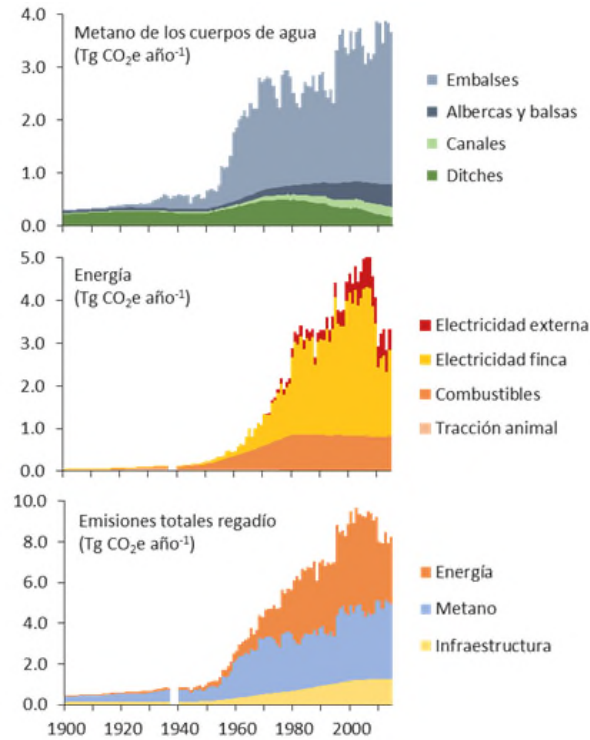 4.0
Metano de los cuerpos de agua
(Tg CO₂e año⁻¹)
3.0
2.0
1.0
0.0
Embalses
Albercas y balsas
Canales
Ditches
5.0
Energía
(Tg CO₂e año⁻¹)
4.0
3.0
2.0
1.0
0.0
Electricidad externa
Electricidad finca
Combustibles
Tracción animal
10.0
Emisiones totales regadío
(Tg CO₂e año⁻¹)
8.0
6.0
4.0
2.0
0.0
Energía
Metano
Infraestructura
1900 1920 1940 1960 1980 2000